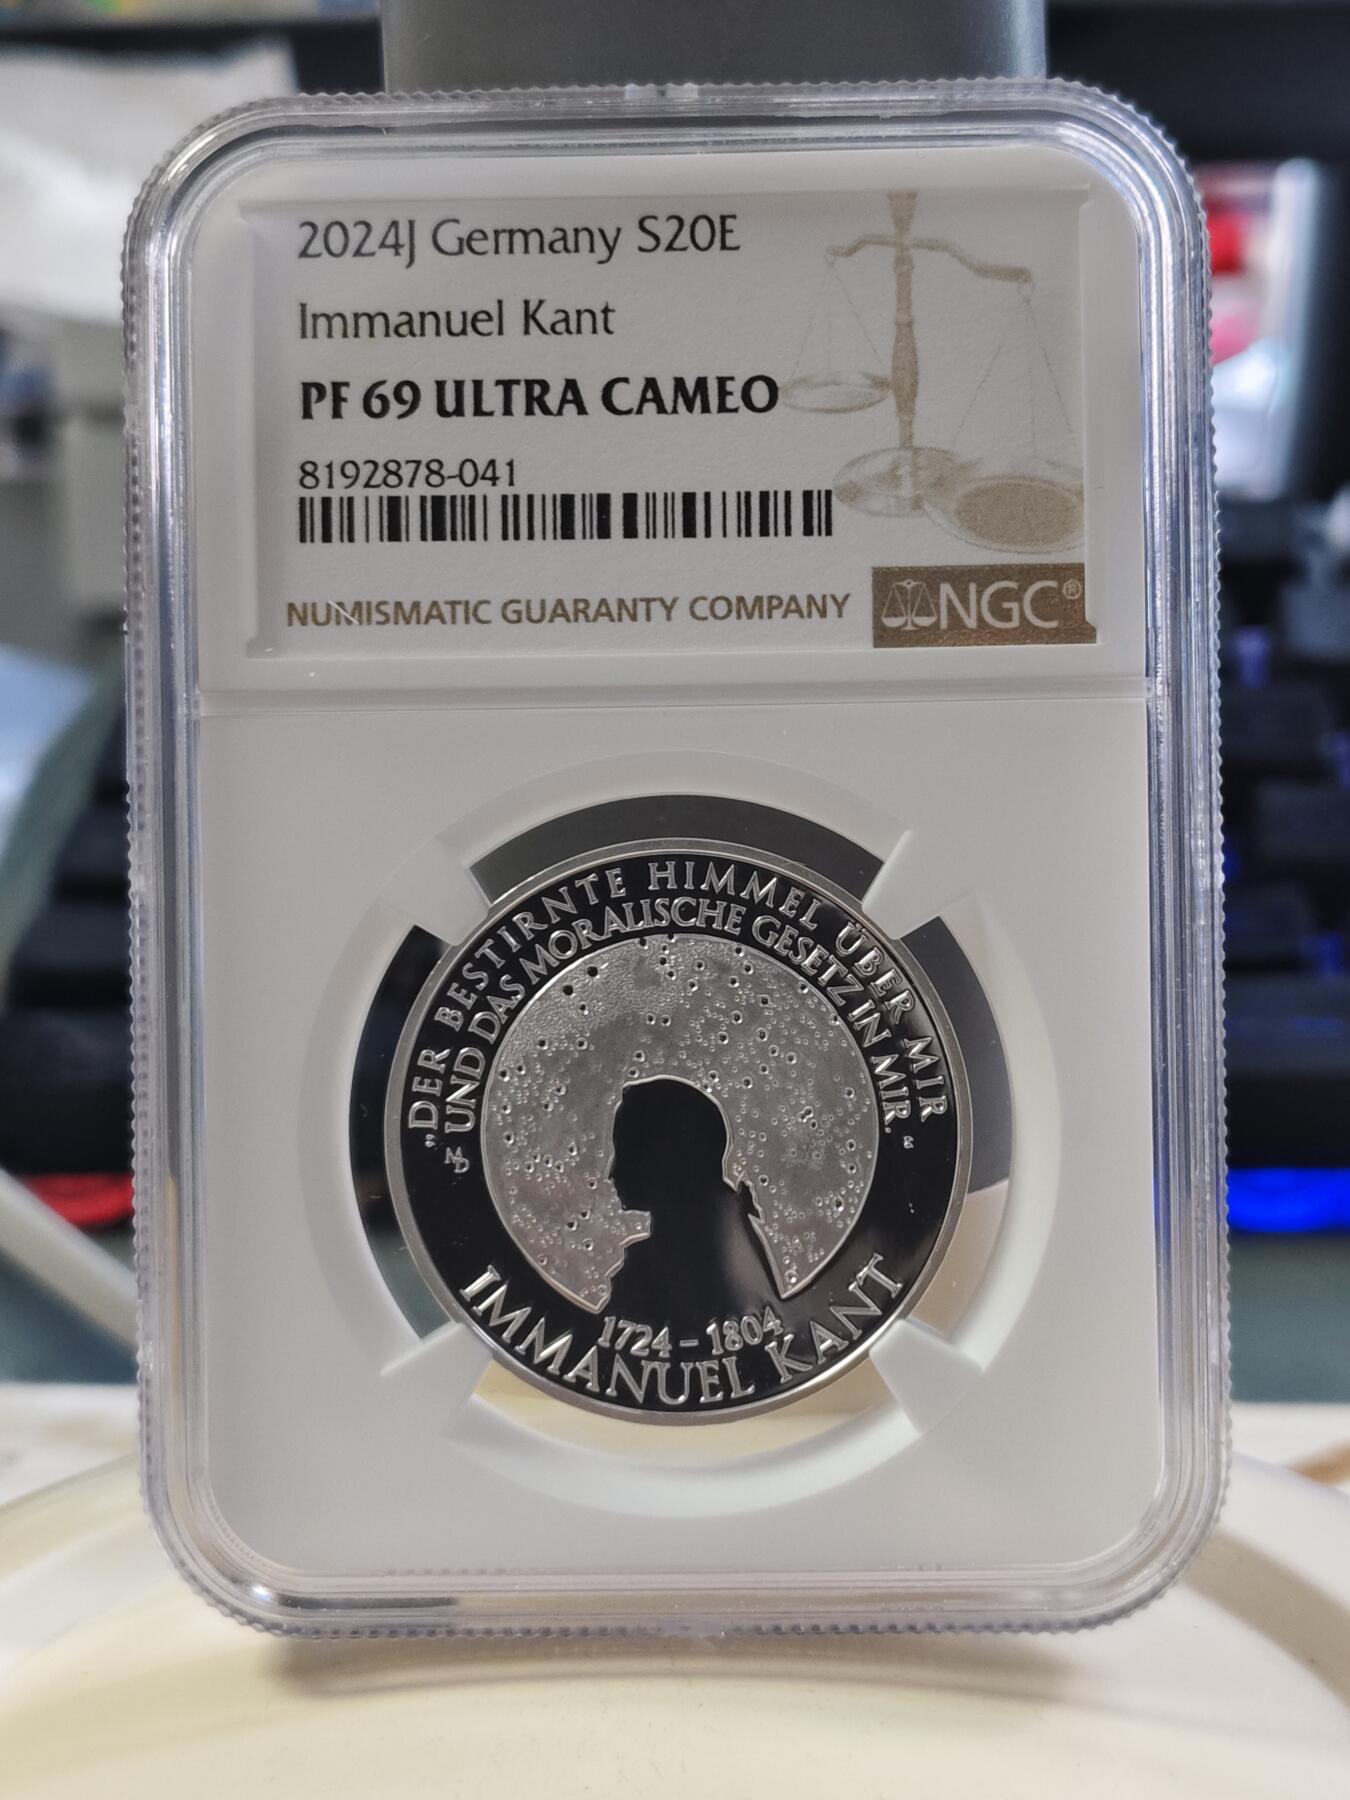 2024J Germany S20E
Immanuel Kant
PF 69 ULTRA CAMEO
8192878-041
NUMISMATIC GUARANTY COMPANY
NGC®
„DER BESTIRNTE HIMMEL ÜBER MIR
UND DAS MORALISCHE GESETZ IN MIR.“
MD
1724 – 1804
IMMANUEL KANT